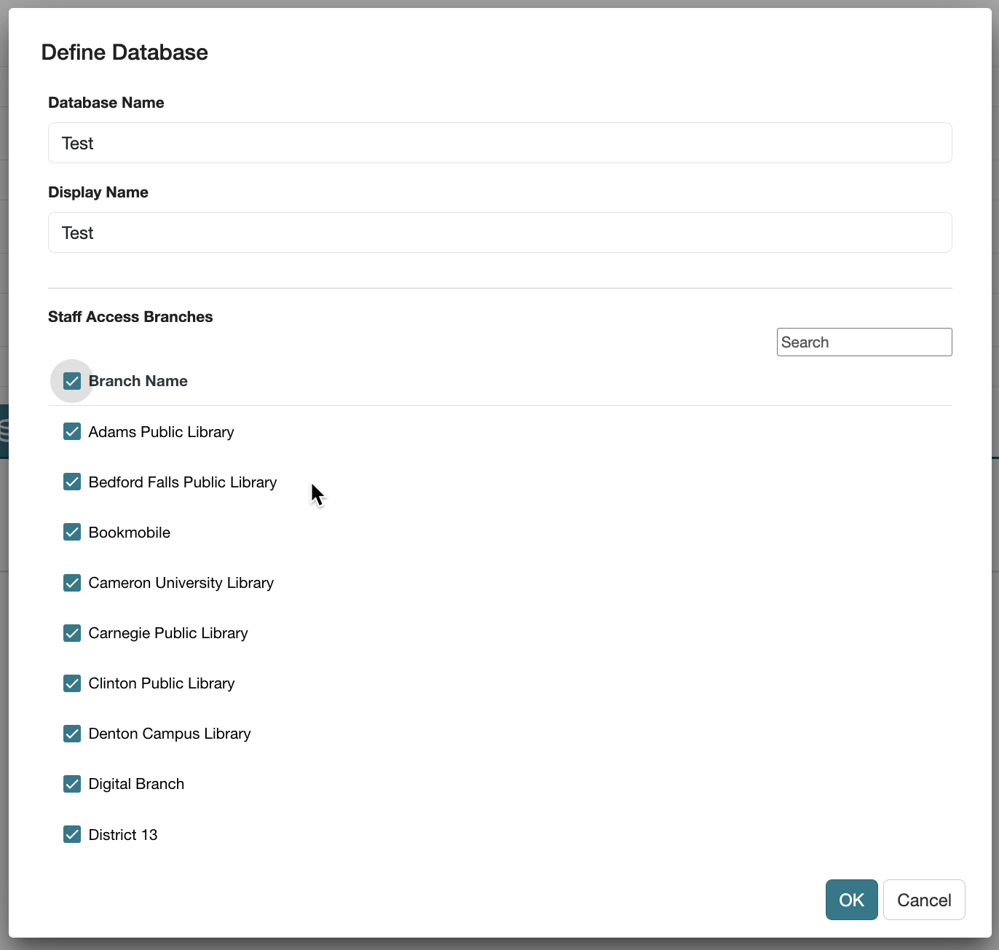 Define Database
Database Name
Test
Display Name
Test
Staff Access Branches
Search
Branch Name
Adams Public Library
Bedford Falls Public Library
Bookmobile
Cameron University Library
Carnegie Public Library
Clinton Public Library
Denton Campus Library
Digital Branch
District 13
OK Cancel